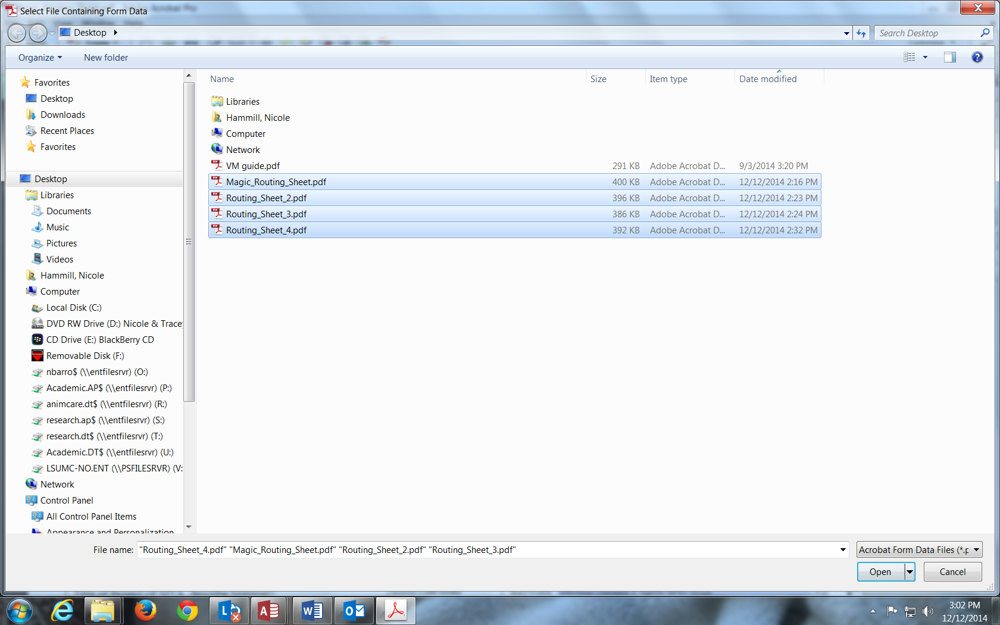 Select File Containing Form Data
Desktop
Search Desktop
Organize
New folder
Name Size Item type Date modified
Favorites
Desktop
Downloads
Recent Places
Favorites
Desktop
Libraries
Documents
Music
Pictures
Videos
Hammill, Nicole
Computer
Local Disk (C:)
DVD RW Drive (D:) Nicole & Trace
CD Drive (E:) BlackBerry CD
Removable Disk (F:)
nbarro$ (\\entfilesrvr) (O:)
Academic.AP$ (\\entfilesrvr) (P:)
animcare.dt$ (\\entfilesrvr) (R:)
research.ap$ (\\entfilesrvr) (S:)
research.dt$ (\\entfilesrvr) (T:)
Academic.DT$ (\\entfilesrvr) (U:)
LSUMC-NO.ENT (\\PSFILESRVR) (V:
Network
Control Panel
All Control Panel Items
Appearance and Personalization
Libraries
Hammill, Nicole
Computer
Network
VM guide.pdf 291 KB Adobe Acrobat D... 9/3/2014 3:20 PM
Magic_Routing_Sheet.pdf 400 KB Adobe Acrobat D... 12/12/2014 2:16 PM
Routing_Sheet_2.pdf 396 KB Adobe Acrobat D... 12/12/2014 2:23 PM
Routing_Sheet_3.pdf 386 KB Adobe Acrobat D... 12/12/2014 2:24 PM
Routing_Sheet_4.pdf 392 KB Adobe Acrobat D... 12/12/2014 2:32 PM
File name: "Routing_Sheet_4.pdf" "Magic_Routing_Sheet.pdf" "Routing_Sheet_2.pdf" "Routing_Sheet_3.pdf"
Acrobat Form Data Files (*.p
Open
Cancel
3:02 PM
12/12/2014